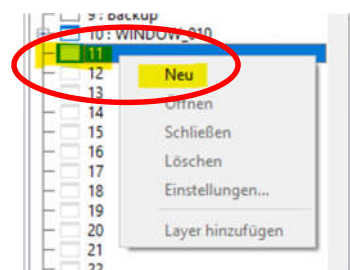 9 : Backup
10 : WINDOW_010
11
12
13
14
15
16
17
18
19
20
21
22
Neu
Öffnen
Schließen
Löschen
Einstellungen...
Layer hinzufügen